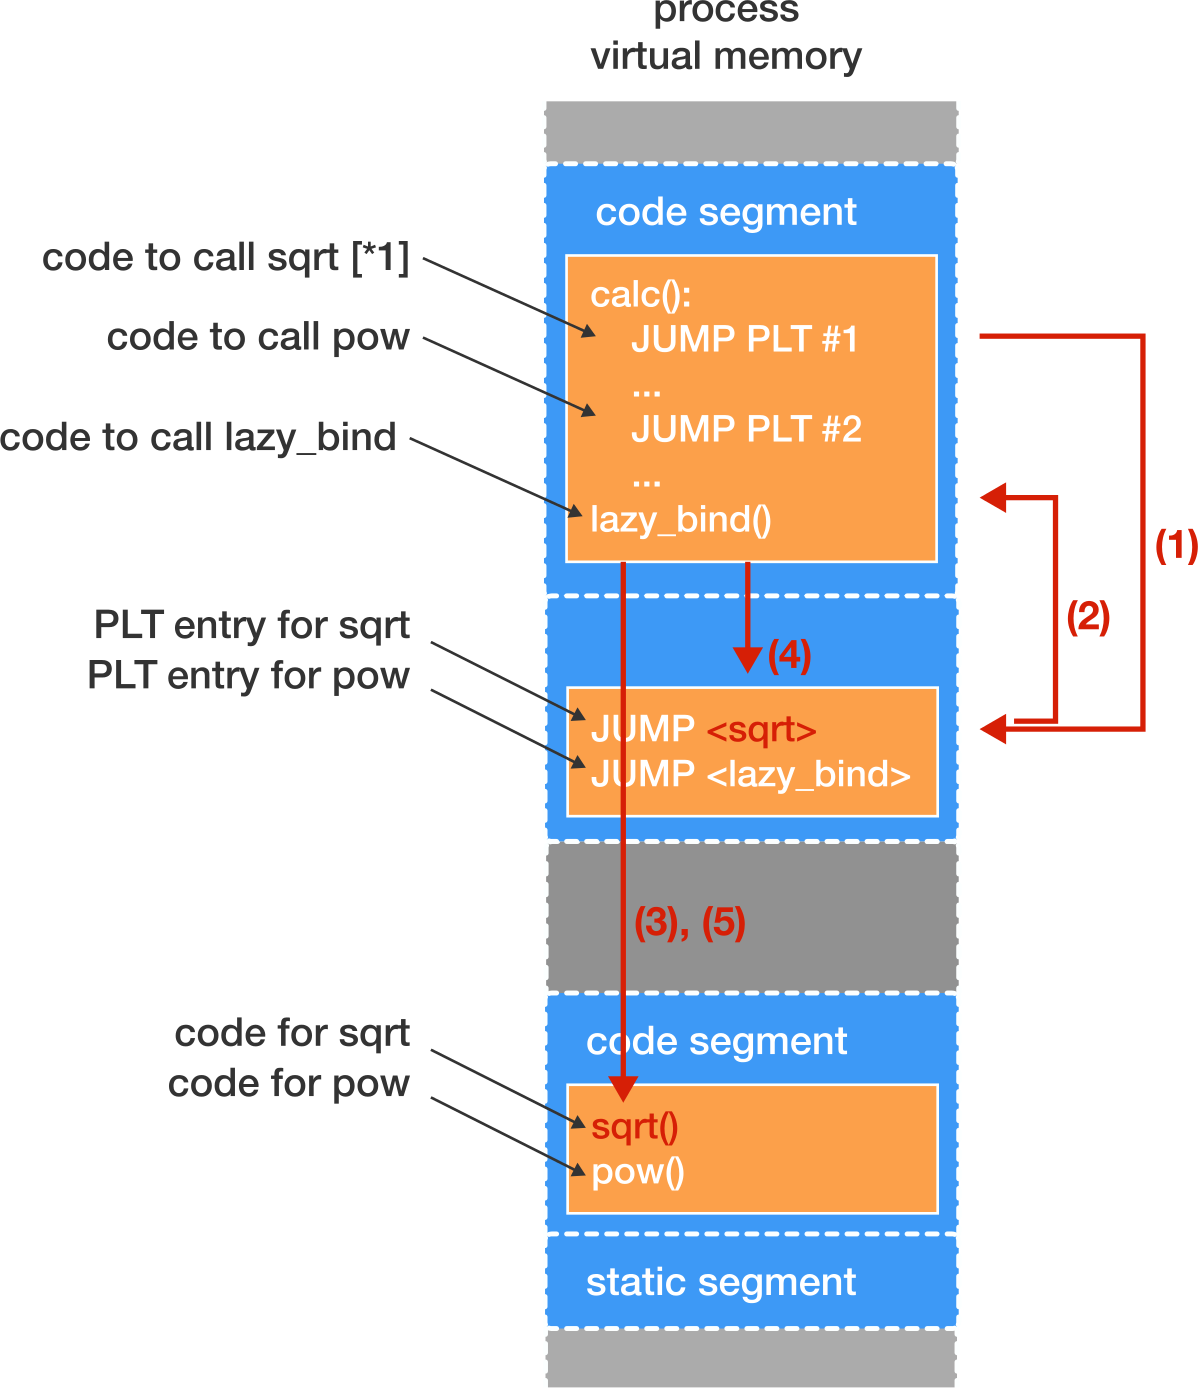 process
virtual memory
code segment
code to call sqrt [*1]
calc():
JUMP PLT #1
code to call pow
...
JUMP PLT #2
code to call lazy_bind
...
lazy_bind()
(1)
(2)
PLT entry for sqrt
(4)
PLT entry for pow
JUMP <sqrt>
JUMP <lazy_bind>
(3), (5)
code for sqrt
code segment
code for pow
sqrt()
pow()
static segment